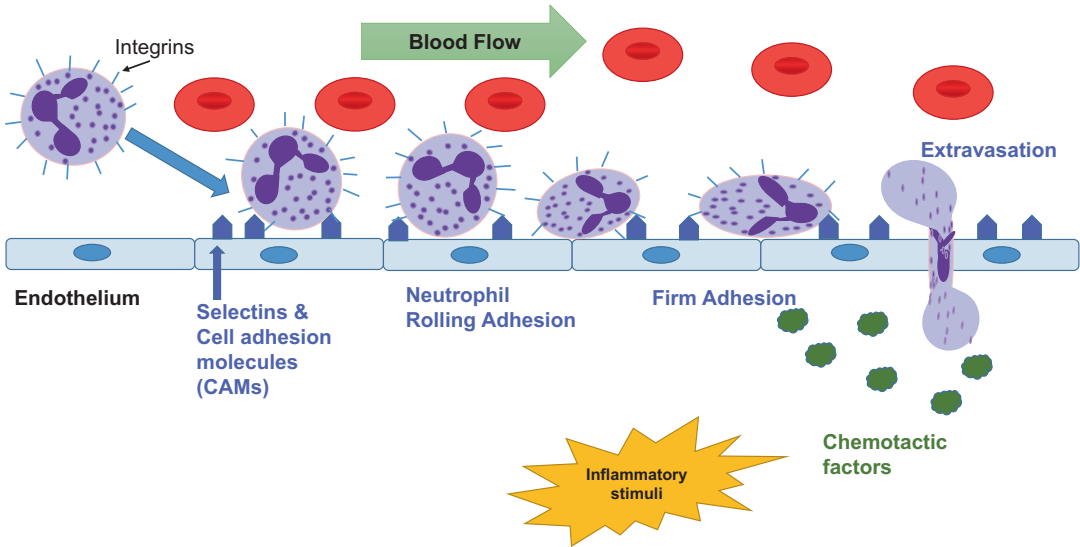 Integrins
Blood Flow
Extravasation
Endothelium
Selectins &
Cell adhesion
molecules
(CAMs)
Neutrophil
Rolling Adhesion
Firm Adhesion
Chemotactic
factors
Inflammatory
stimuli